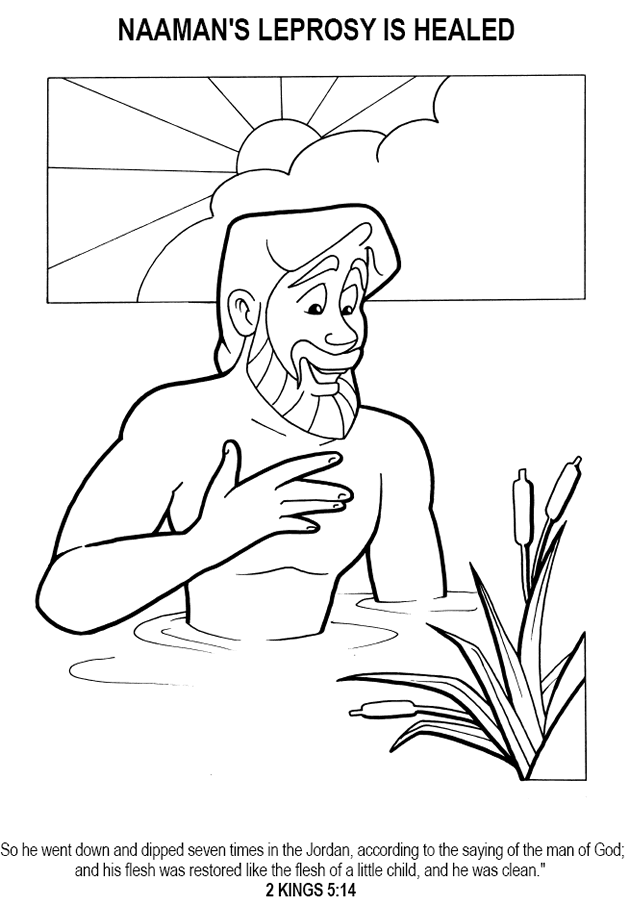 NAAMAN'S LEPROSY IS HEALED
So he went down and dipped seven times in the Jordan, according to the saying of the man of God;
and his flesh was restored like the flesh of a little child, and he was clean."
2 KINGS 5:14